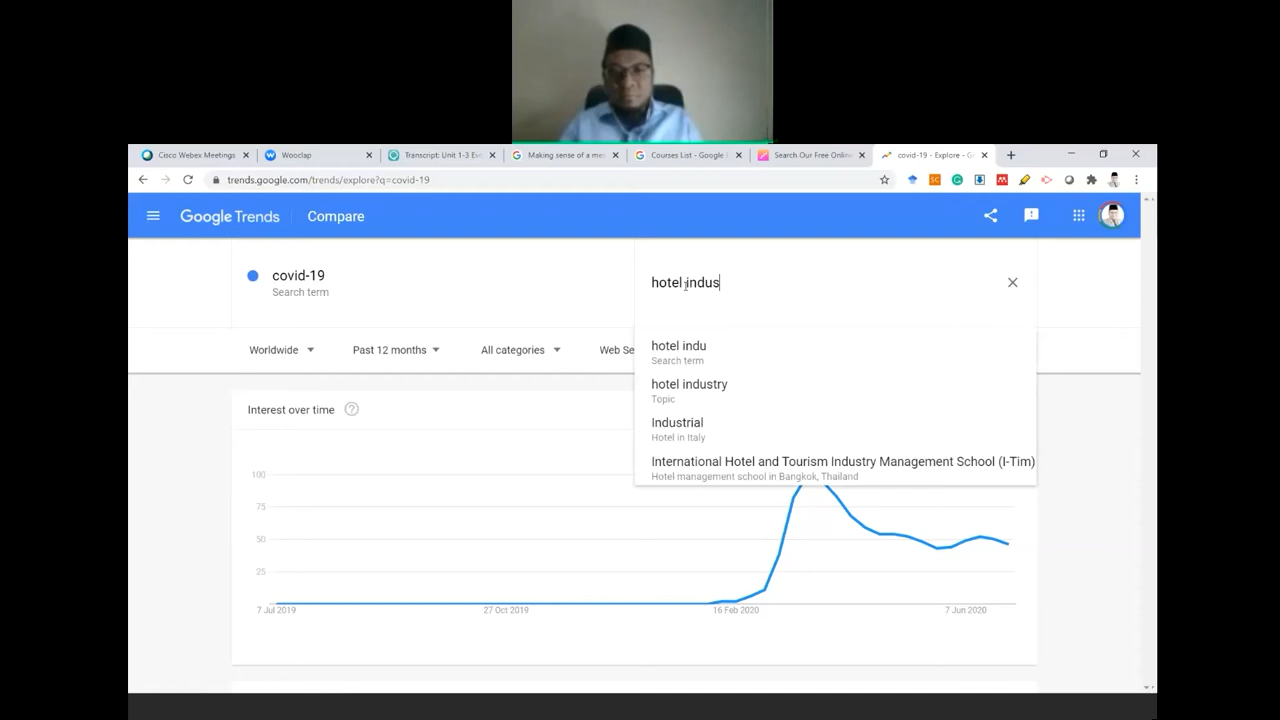 Cisco Webex Meetings
Wooclap
Transcript: Unit 1-3 Ev
Making sense of a me
Courses List - Google
Search Our Free Online
covid-19 - Explore - G
trends.google.com/trends/explore?q=covid-19
Google Trends
Compare
covid-19
Search term
hotel indus
Worldwide
Past 12 months
All categories
Web Se
hotel indu
Search term
hotel industry
Topic
Industrial
Hotel in Italy
International Hotel and Tourism Industry Management School (I-Tim)
Hotel management school in Bangkok, Thailand
Interest over time
100
75
50
25
7 Jul 2019
27 Oct 2019
16 Feb 2020
7 Jun 2020